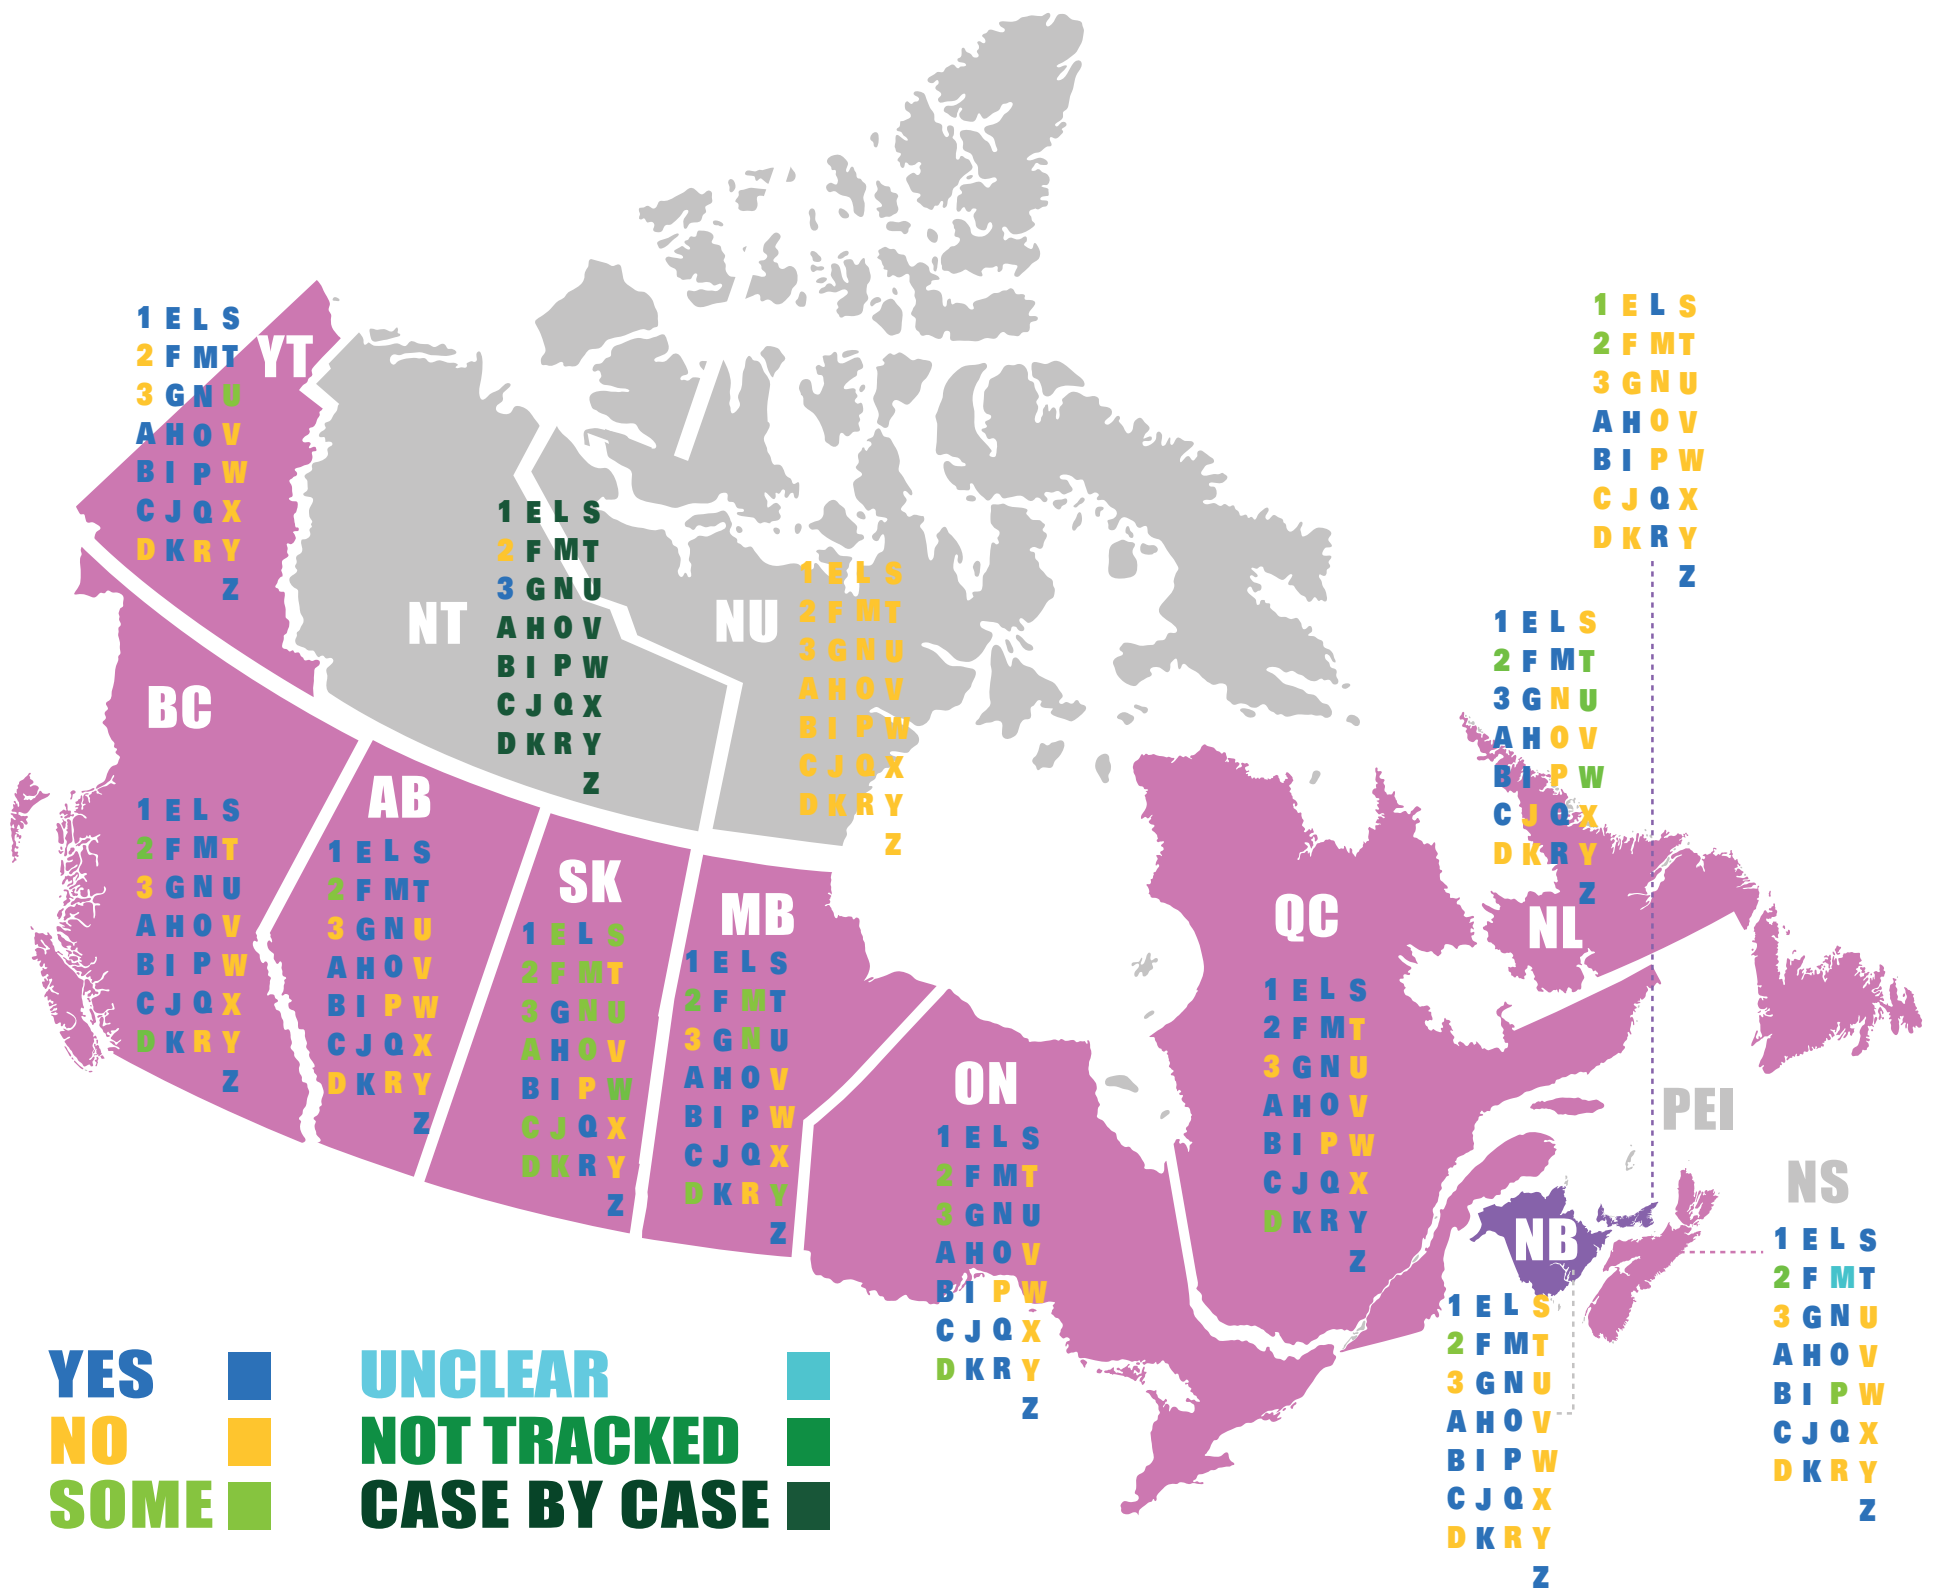 1 E L S
2 F M T
3 G N U
A H O V
B I P W
C J Q X
D K R Y
Z
YT
1 E L S
2 F M T
3 G N U
A H O V
B I P W
C J Q X
D K R Y
Z
NT
1 E L S
2 F M T
3 G N U
A H O V
B I P W
C J Q X
D K R Y
Z
NU
1 E L S
2 F M T
3 G N U
A H O V
B I P W
C J Q X
D K R Y
Z
1 E L S
2 F M T
3 G N U
A H O V
B I P W
C J Q X
D K R Y
Z
BC
1 E L S
2 F M T
3 G N U
A H O V
B I P W
C J Q X
D K R Y
Z
AB
1 E L S
2 F M T
3 G N U
A H O V
B I P W
C J Q X
D K R Y
Z
SK
1 E L S
2 F M T
3 G N U
A H O V
B I P W
C J Q X
D K R Y
Z
MB
1 E L S
2 F M T
3 G N U
A H O V
B I P W
C J Q X
D K R Y
Z
ON
1 E L S
2 F M T
3 G N U
A H O V
B I P W
C J Q X
D K R Y
Z
QC
1 E L S
2 F M T
3 G N U
A H O V
B I P W
C J Q X
D K R Y
Z
NL
PEI
NS
1 E L S
2 F M T
3 G N U
A H O V
B I P W
C J Q X
D K R Y
Z
NB
1 E L S
2 F M T
3 G N U
A H O V
B I P W
C J Q X
D K R Y
Z
YES
NO
SOME
UNCLEAR
NOT TRACKED
CASE BY CASE